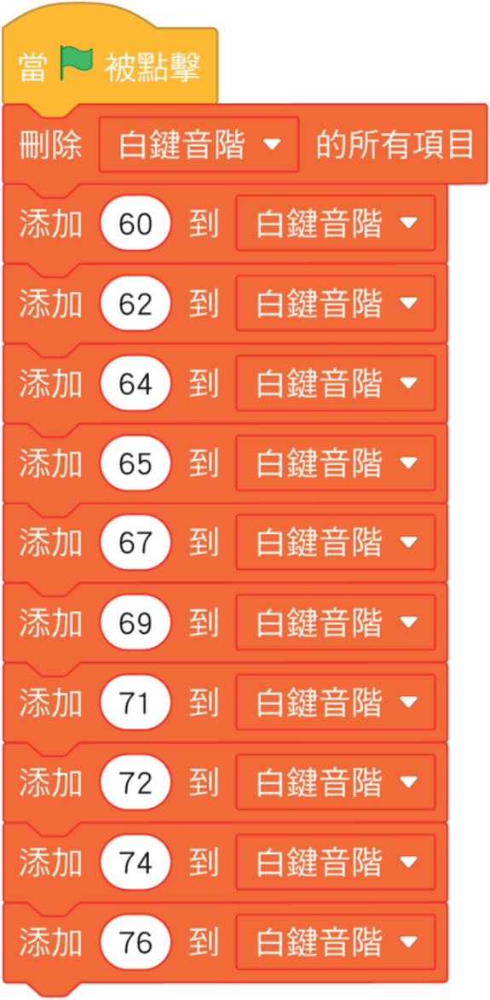 當 被點擊
刪除 白鍵音階 的所有項目
添加 60 到 白鍵音階
添加 62 到 白鍵音階
添加 64 到 白鍵音階
添加 65 到 白鍵音階
添加 67 到 白鍵音階
添加 69 到 白鍵音階
添加 71 到 白鍵音階
添加 72 到 白鍵音階
添加 74 到 白鍵音階
添加 76 到 白鍵音階